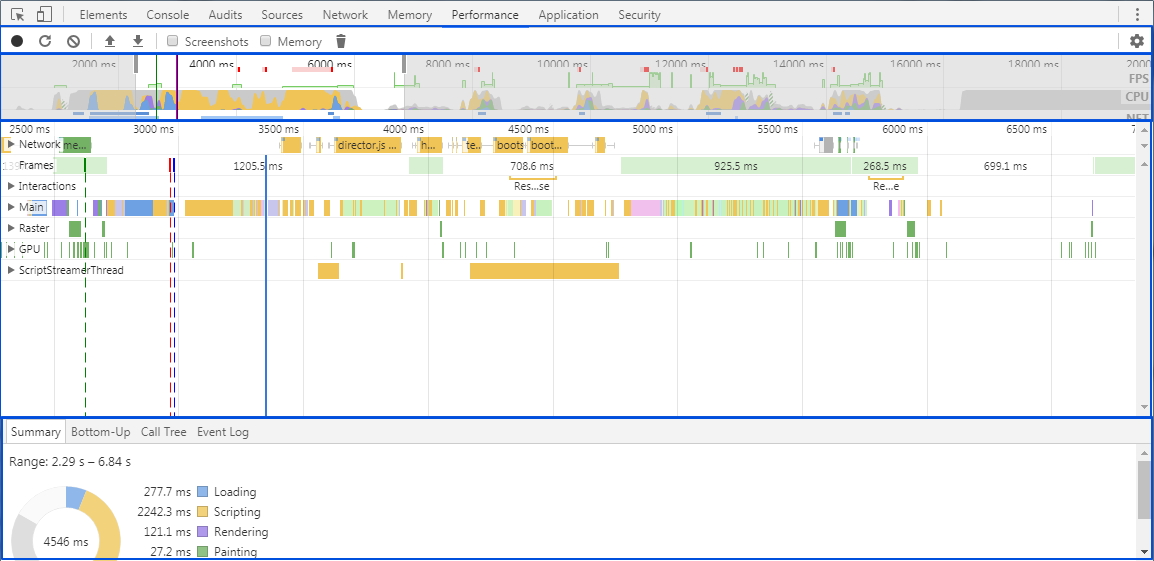 Elements Console Audits Sources Network Memory Performance Application Security
Screenshots Memory
2000 ms 4000 ms 6000 ms 8000 ms 10000 ms 12000 ms 14000 ms 16000 ms 18000 ms
FPS
CPU
NET
2500 ms 3000 ms 3500 ms 4000 ms 4500 ms 5000 ms 5500 ms 6000 ms 6500 ms
Network me... director.js ... h... te... boots boot...
Frames 1205.5 ms 708.6 ms 925.5 ms 268.5 ms 699.1 ms
Interactions Res...se Re...e
Main
Raster
GPU
ScriptStreamerThread
Summary Bottom-Up Call Tree Event Log
Range: 2.29 s – 6.84 s
277.7 ms Loading
2242.3 ms Scripting
121.1 ms Rendering
4546 ms
27.2 ms Painting